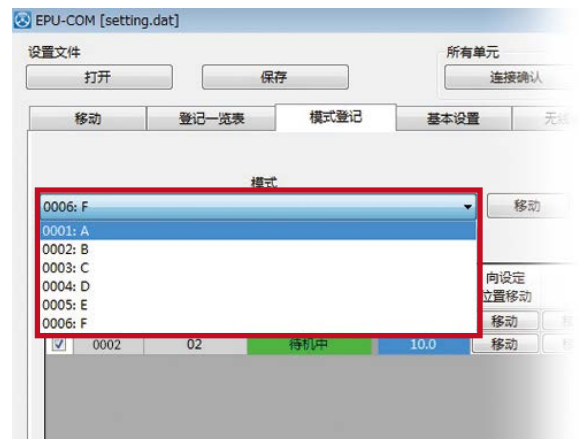 EPU-COM [setting.dat]
设置文件
所有单元
打开
保存
连接确认
移动
登记一览表
模式登记
基本设置
无线
模式
0006: F
移动
0001: A
0002: B
0003: C
0004: D
0005: E
0006: F
向设定
位置移动
移动
0002
02
待机中
10.0
移动